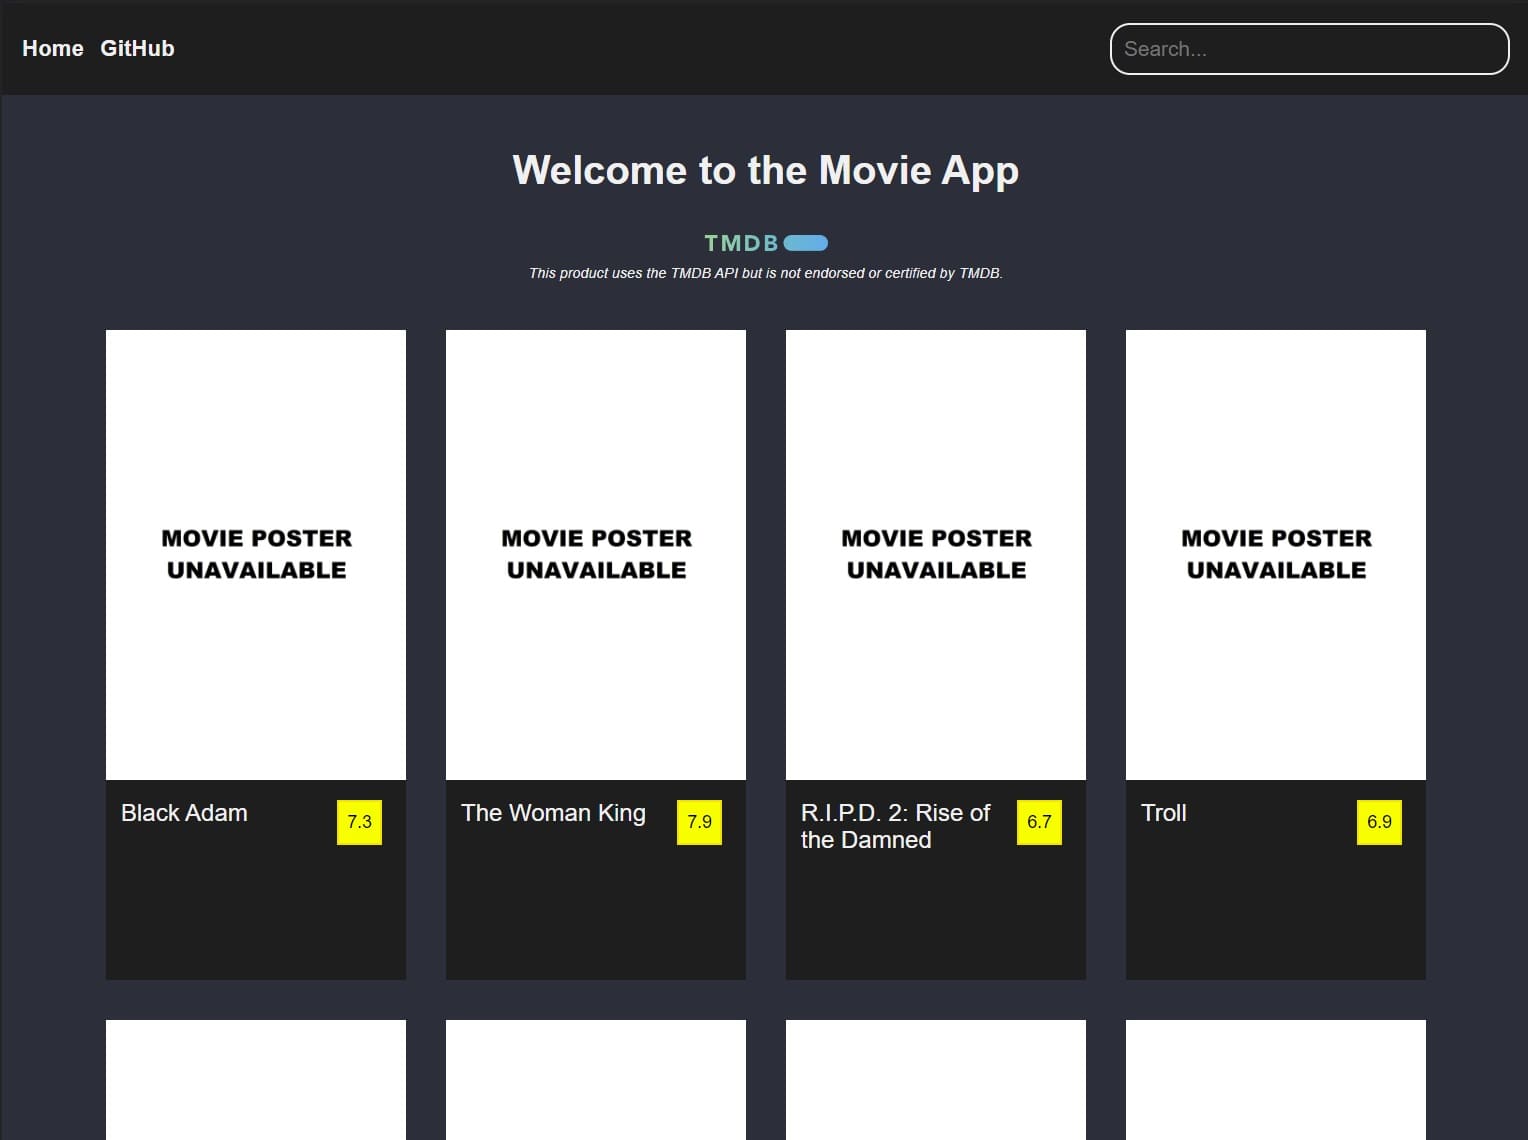 Home GitHub
Search...
Welcome to the Movie App
TMDB
This product uses the TMDB API but is not endorsed or certified by TMDB.
MOVIE POSTER
UNAVAILABLE
MOVIE POSTER
UNAVAILABLE
MOVIE POSTER
UNAVAILABLE
MOVIE POSTER
UNAVAILABLE
Black Adam
7.3
The Woman King
7.9
R.I.P.D. 2: Rise of
the Damned
6.7
Troll
6.9